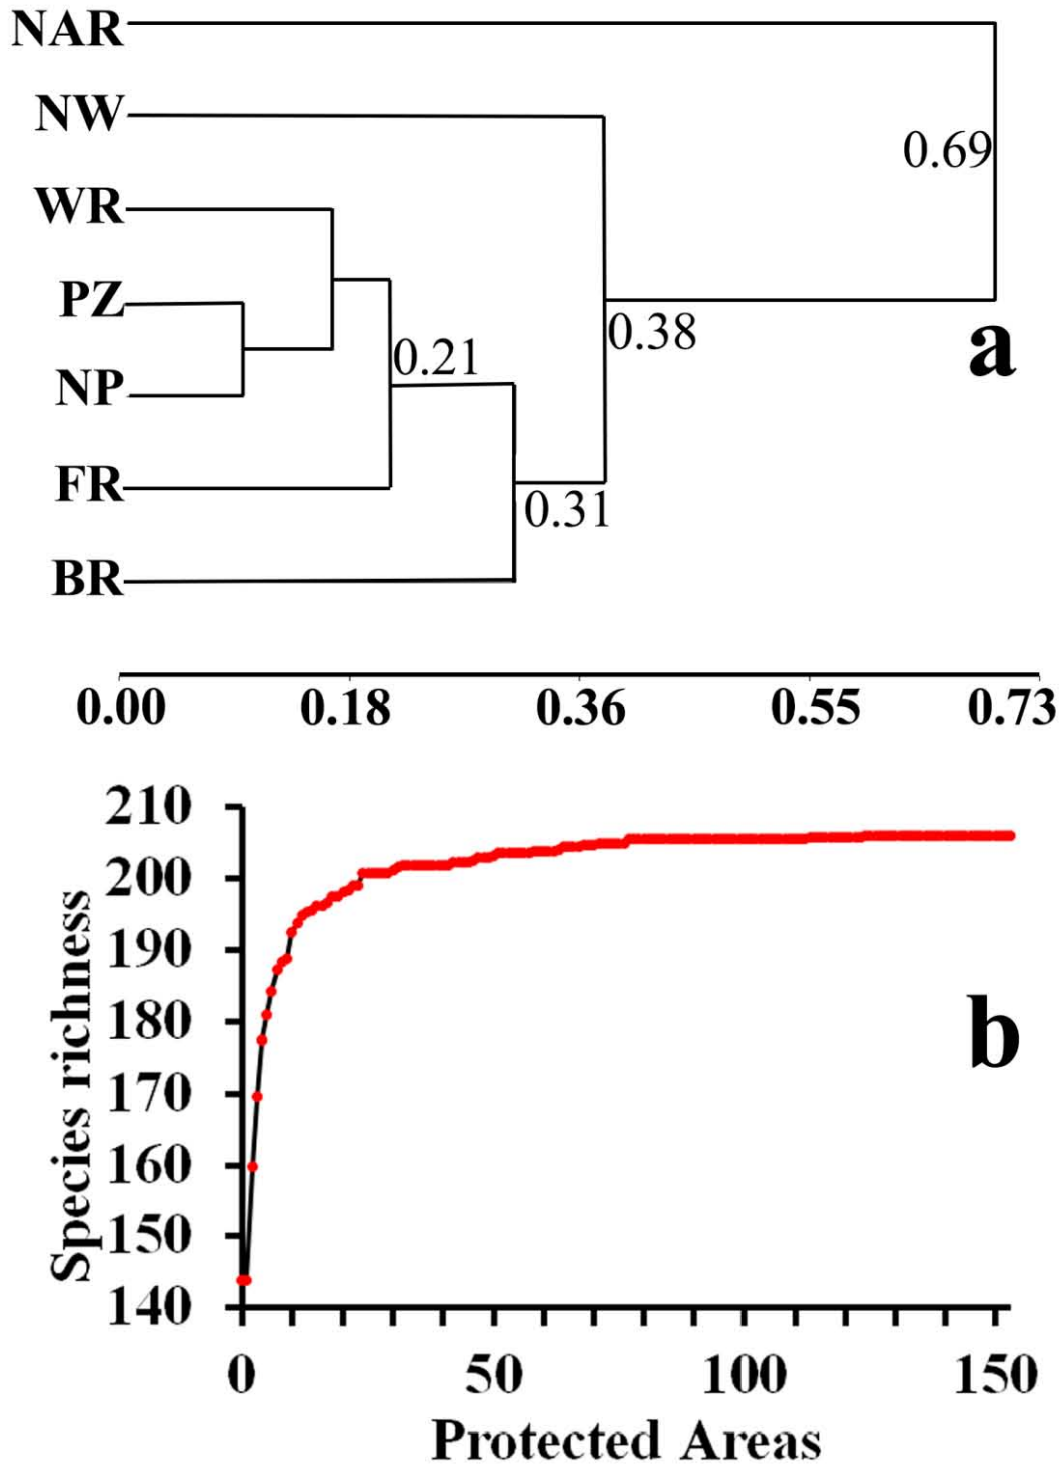 NAR
NW
0.69
WR
PZ
0.38
a
0.21
NP
FR
0.31
BR
0.00 0.18 0.36 0.55 0.73
210
200
190
180
170
160
150
140
Species richness
b
0 50 100 150
Protected Areas